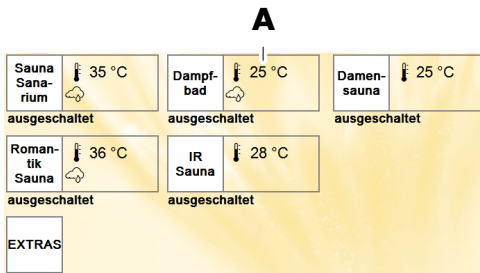 A
Sauna
Sana-
rium
35 °C
ausgeschaltet
Dampf-
bad
25 °C
ausgeschaltet
Damen-
sauna
25 °C
ausgeschaltet
Roman-
tik
Sauna
36 °C
ausgeschaltet
IR
Sauna
28 °C
ausgeschaltet
EXTRAS